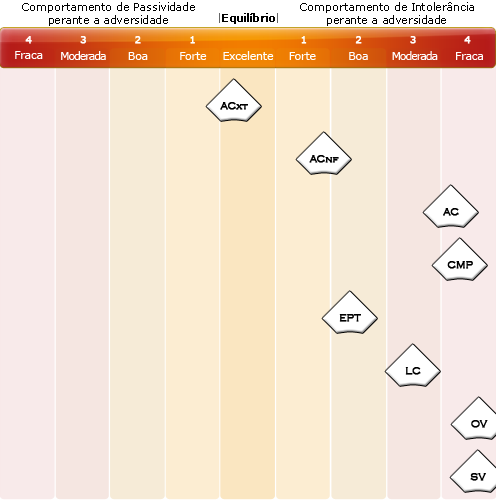 Comportamento de Passividade
perante a adversidade
|Equilíbrio|
Comportamento de Intolerância
perante a adversidade
4 3 2 1 1 2 3 4
Fraca Moderada Boa Forte Excelente Forte Boa Moderada Fraca
ACXT
ACNF
AC
CMP
EPT
LC
OV
SV